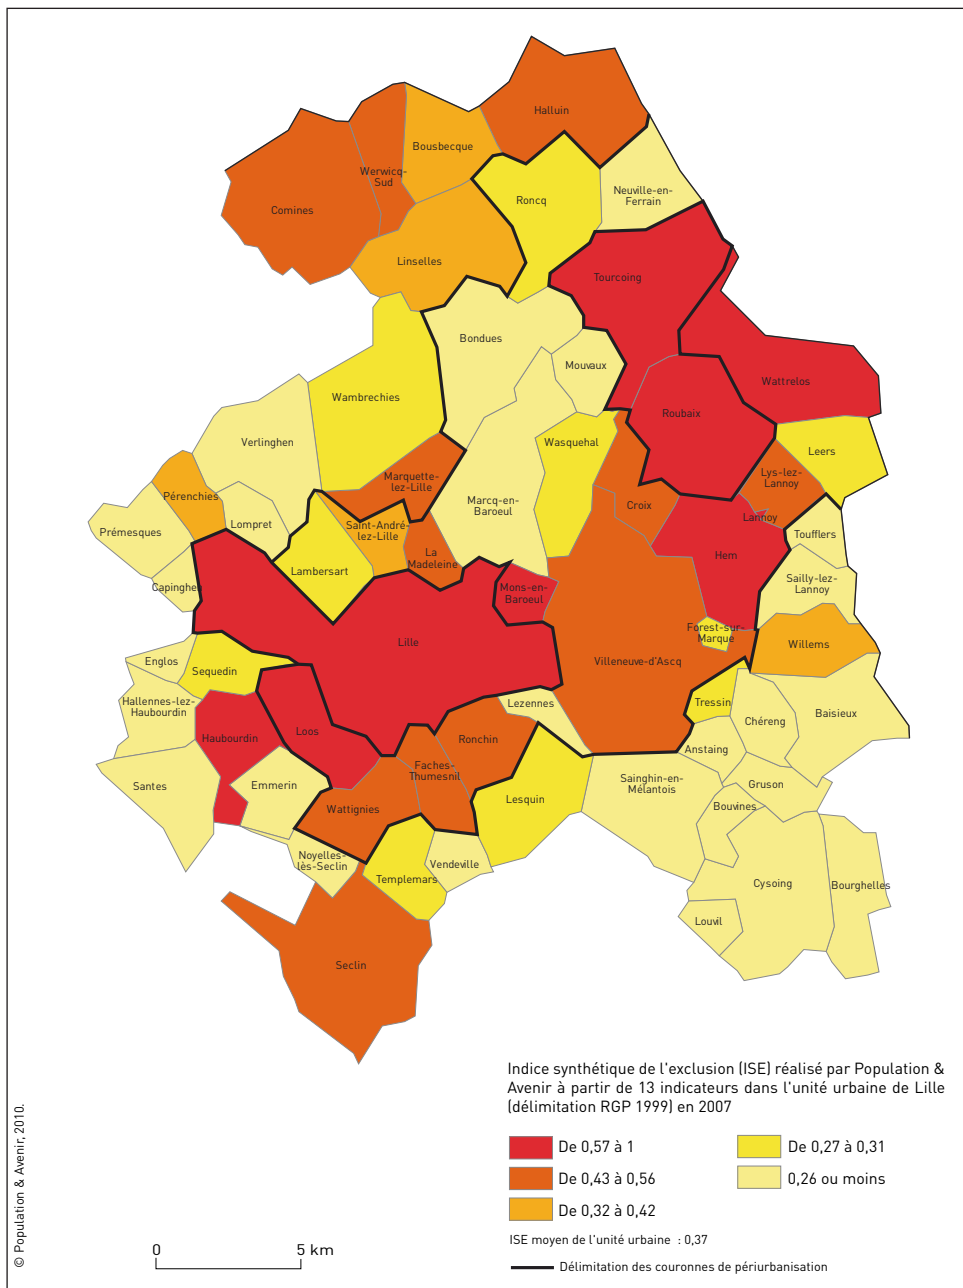 Halluin
Bousbecque
Werwicq-
Sud
Comines
Roncq
Neuville-en-
Ferrain
Linselles
Tourcoing
Bondues
Mouvaux
Wattrelos
Wambrechies
Roubaix
Verlinghen
Wasquehal
Leers
Marquette-
lez-Lille
Lys-lez-
Lannoy
Pérenchies
Marcq-en-
Baroeul
Croix
Lannoy
Prémesques
Lompret
Saint-André-
lez-Lille
Toufflers
La
Madeleine
Hem
Lambersart
Capinghem
Mons-en-
Baroeul
Sailly-lez-
Lannoy
Forest-sur-
Marque
Lille
Willems
Englos
Sequedin
Villeneuve-d'Ascq
Hallennes-lez-
Haubourdin
Lezennes
Tressin
Baisieux
Chéreng
Haubourdin
Loos
Ronchin
Anstaing
Faches-
Thumesnil
Santes
Emmerin
Sainghin-en-
Mélantois
Gruson
Lesquin
Wattignies
Bouvines
Noyelles-
lès-Seclin
Vendeville
Templemars
Cysoing
Bourghelles
Louvil
Seclin
Indice synthétique de l'exclusion (ISE) réalisé par Population &
Avenir à partir de 13 indicateurs dans l'unité urbaine de Lille
(délimitation RGP 1999) en 2007
De 0,57 à 1
De 0,43 à 0,56
De 0,32 à 0,42
De 0,27 à 0,31
0,26 ou moins
ISE moyen de l'unité urbaine : 0,37
Délimitation des couronnes de périurbanisation
0 5 km
© Population & Avenir, 2010.